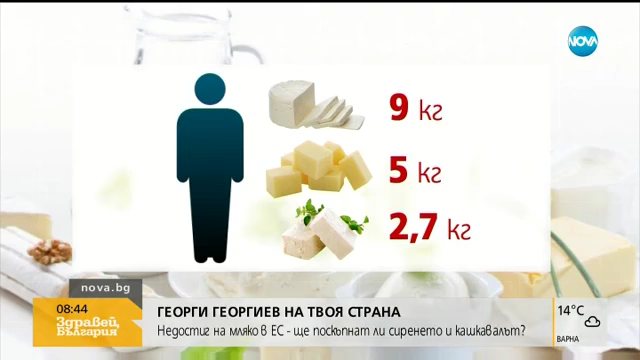 NOVA
9 кг
5 кг
2,7 кг
nova.bg
08:44
ГЕОРГИ ГЕОРГИЕВ НА ТВОЯ СТРАНА
14°C
Здравей,
България
Недостиг на мляко в ЕС - ще поскъпнат ли сиренето и кашкавалът?
ВАРНА